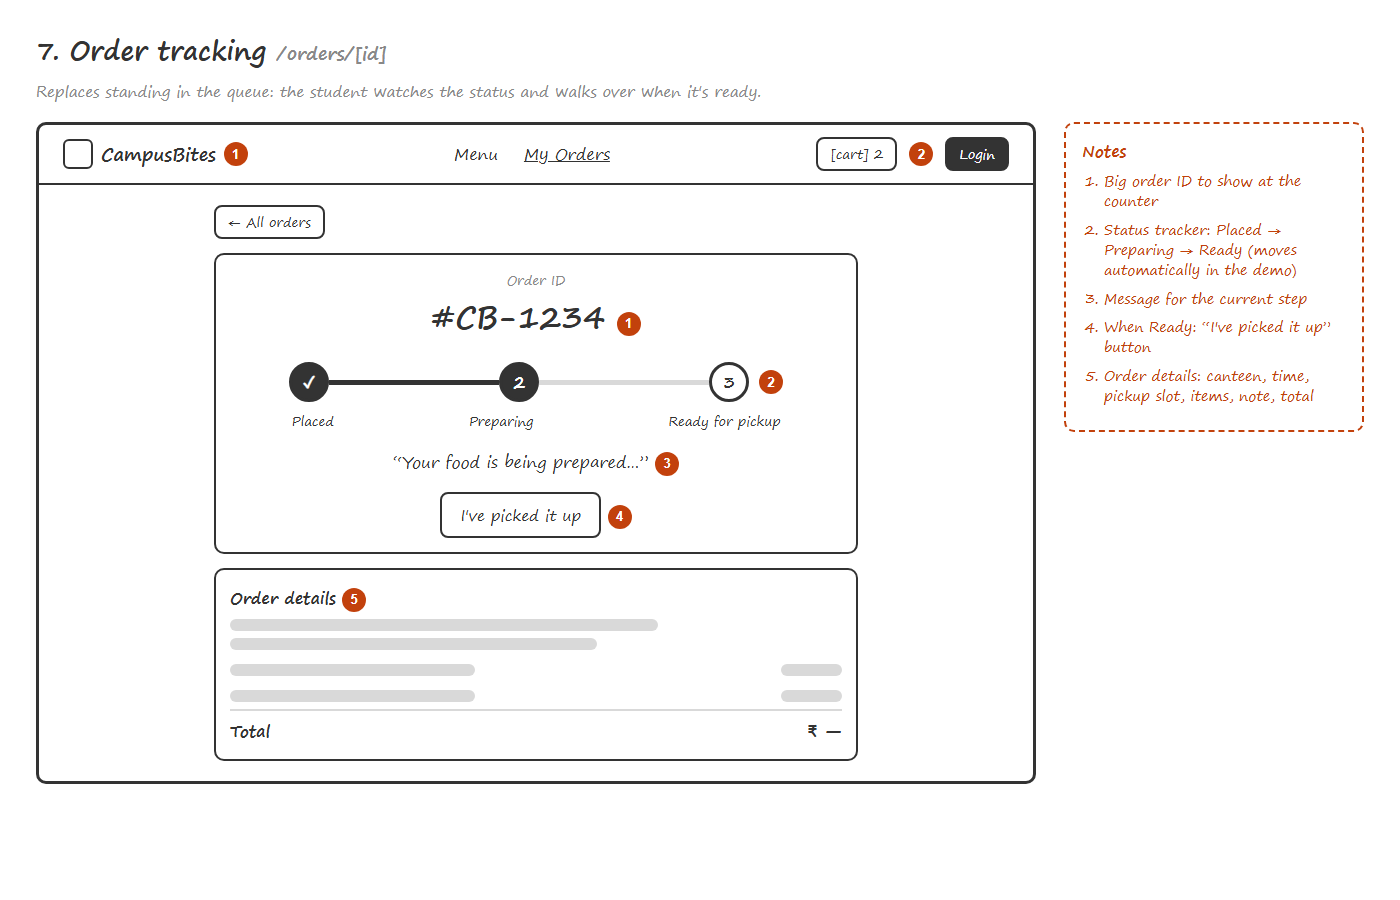 7. Order tracking /orders/[id]
Replaces standing in the queue: the student watches the status and walks over when it's ready.
CampusBites 1 Menu My Orders [cart] 2 2 Login
← All orders
Order ID
#CB-1234 1
✓ 2 3 2
Placed Preparing Ready for pickup
“Your food is being prepared...” 3
I've picked it up 4
Order details 5
Total ₹ —
Notes
1. Big order ID to show at the
counter
2. Status tracker: Placed →
Preparing → Ready (moves
automatically in the demo)
3. Message for the current step
4. When Ready: “I've picked it up”
button
5. Order details: canteen, time,
pickup slot, items, note, total